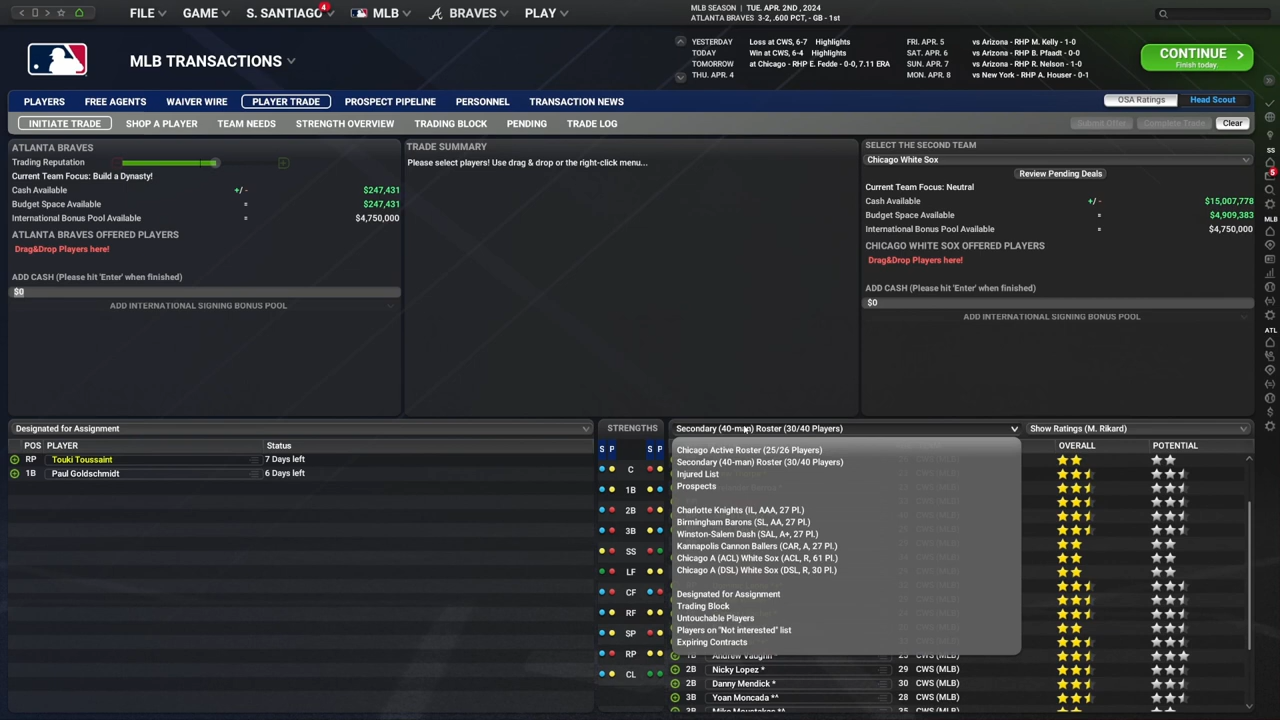 FILE GAME S. SANTIAGO 4 MLB BRAVES PLAY
MLB SEASON | TUE. APR. 2ND , 2024
ATLANTA BRAVES 3-2, .600 PCT, - GB - 1st
MLB TRANSACTIONS
YESTERDAY Loss at CWS, 6-7 Highlights FRI. APR. 5 vs Arizona - RHP M. Kelly - 1-0
TODAY Win at CWS, 6-4 Highlights SAT. APR. 6 vs Arizona - RHP B. Pfaadt - 0-0
TOMORROW at Chicago - RHP E. Fedde - 0-0, 7.11 ERA SUN. APR. 7 vs Arizona - RHP R. Nelson - 1-0
THU. APR. 4 MON. APR. 8 vs New York - RHP A. Houser - 0-1
CONTINUE
Finish today.
PLAYERS FREE AGENTS WAIVER WIRE PLAYER TRADE PROSPECT PIPELINE PERSONNEL TRANSACTION NEWS OSA Ratings Head Scout
INITIATE TRADE SHOP A PLAYER TEAM NEEDS STRENGTH OVERVIEW TRADING BLOCK PENDING TRADE LOG Submit Offer Complete Trade Clear
ATLANTA BRAVES
Trading Reputation
Current Team Focus: Build a Dynasty!
Cash Available +/- $247,431
Budget Space Available = $247,431
International Bonus Pool Available = $4,750,000
ATLANTA BRAVES OFFERED PLAYERS
Drag&Drop Players here!
ADD CASH (Please hit 'Enter' when finished)
$0
ADD INTERNATIONAL SIGNING BONUS POOL
TRADE SUMMARY
Please select players! Use drag & drop or the right-click menu...
SELECT THE SECOND TEAM
Chicago White Sox
Review Pending Deals
Current Team Focus: Neutral
Cash Available +/- $15,007,778
Budget Space Available = $4,909,383
International Bonus Pool Available = $4,750,000
CHICAGO WHITE SOX OFFERED PLAYERS
Drag&Drop Players here!
ADD CASH (Please hit 'Enter' when finished)
$0
ADD INTERNATIONAL SIGNING BONUS POOL
SS
5
MLB
ATL
Designated for Assignment
POS PLAYER Status
RP Touki Toussaint 7 Days left
1B Paul Goldschmidt 6 Days left
STRENGTHS
S P S P
C
1B
2B
3B
SS
LF
CF
RF
SP
RP
CL
Secondary (40-man) Roster (30/40 Players)
Show Ratings (M. Rikard)
OVERALL POTENTIAL
Chicago Active Roster (25/26 Players)
Secondary (40-man) Roster (30/40 Players)
Injured List
Prospects
Charlotte Knights (IL, AAA, 27 Pl.)
Birmingham Barons (SL, AA, 27 Pl.)
Winston-Salem Dash (SAL, A+, 27 Pl.)
Kannapolis Cannon Ballers (CAR, A, 27 Pl.)
Chicago A (ACL) White Sox (ACL, R, 61 Pl.)
Chicago A (DSL) White Sox (DSL, R, 30 Pl.)
Designated for Assignment
Trading Block
Untouchable Players
Players on "Not interested" list
Expiring Contracts
1B Andrew Vaughn * CWS (MLB)
2B Nicky Lopez * 29 CWS (MLB)
2B Danny Mendick * 30 CWS (MLB)
3B Yoan Moncada *^ 28 CWS (MLB)
3B Mike Moustakas *^ 35 CWS (MLB)